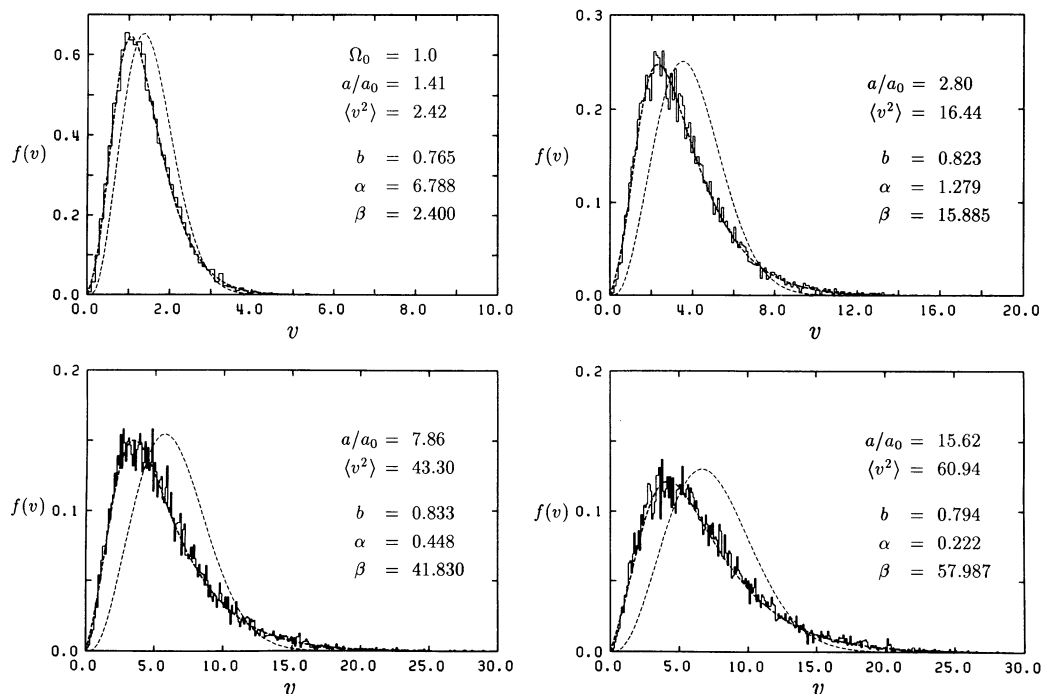 0.6
0.4
0.2
0.0
f(v)
Ω₀ = 1.0
a/a₀ = 1.41
⟨v²⟩ = 2.42
b = 0.765
α = 6.788
β = 2.400
0.0 2.0 4.0 6.0 8.0 10.0
v
0.3
0.2
0.1
0.0
f(v)
a/a₀ = 2.80
⟨v²⟩ = 16.44
b = 0.823
α = 1.279
β = 15.885
0.0 4.0 8.0 12.0 16.0 20.0
v
0.2
0.1
0.0
f(v)
a/a₀ = 7.86
⟨v²⟩ = 43.30
b = 0.833
α = 0.448
β = 41.830
0.0 5.0 10.0 15.0 20.0 25.0 30.0
v
0.2
0.1
0.0
f(v)
a/a₀ = 15.62
⟨v²⟩ = 60.94
b = 0.794
α = 0.222
β = 57.987
0.0 5.0 10.0 15.0 20.0 25.0 30.0
v